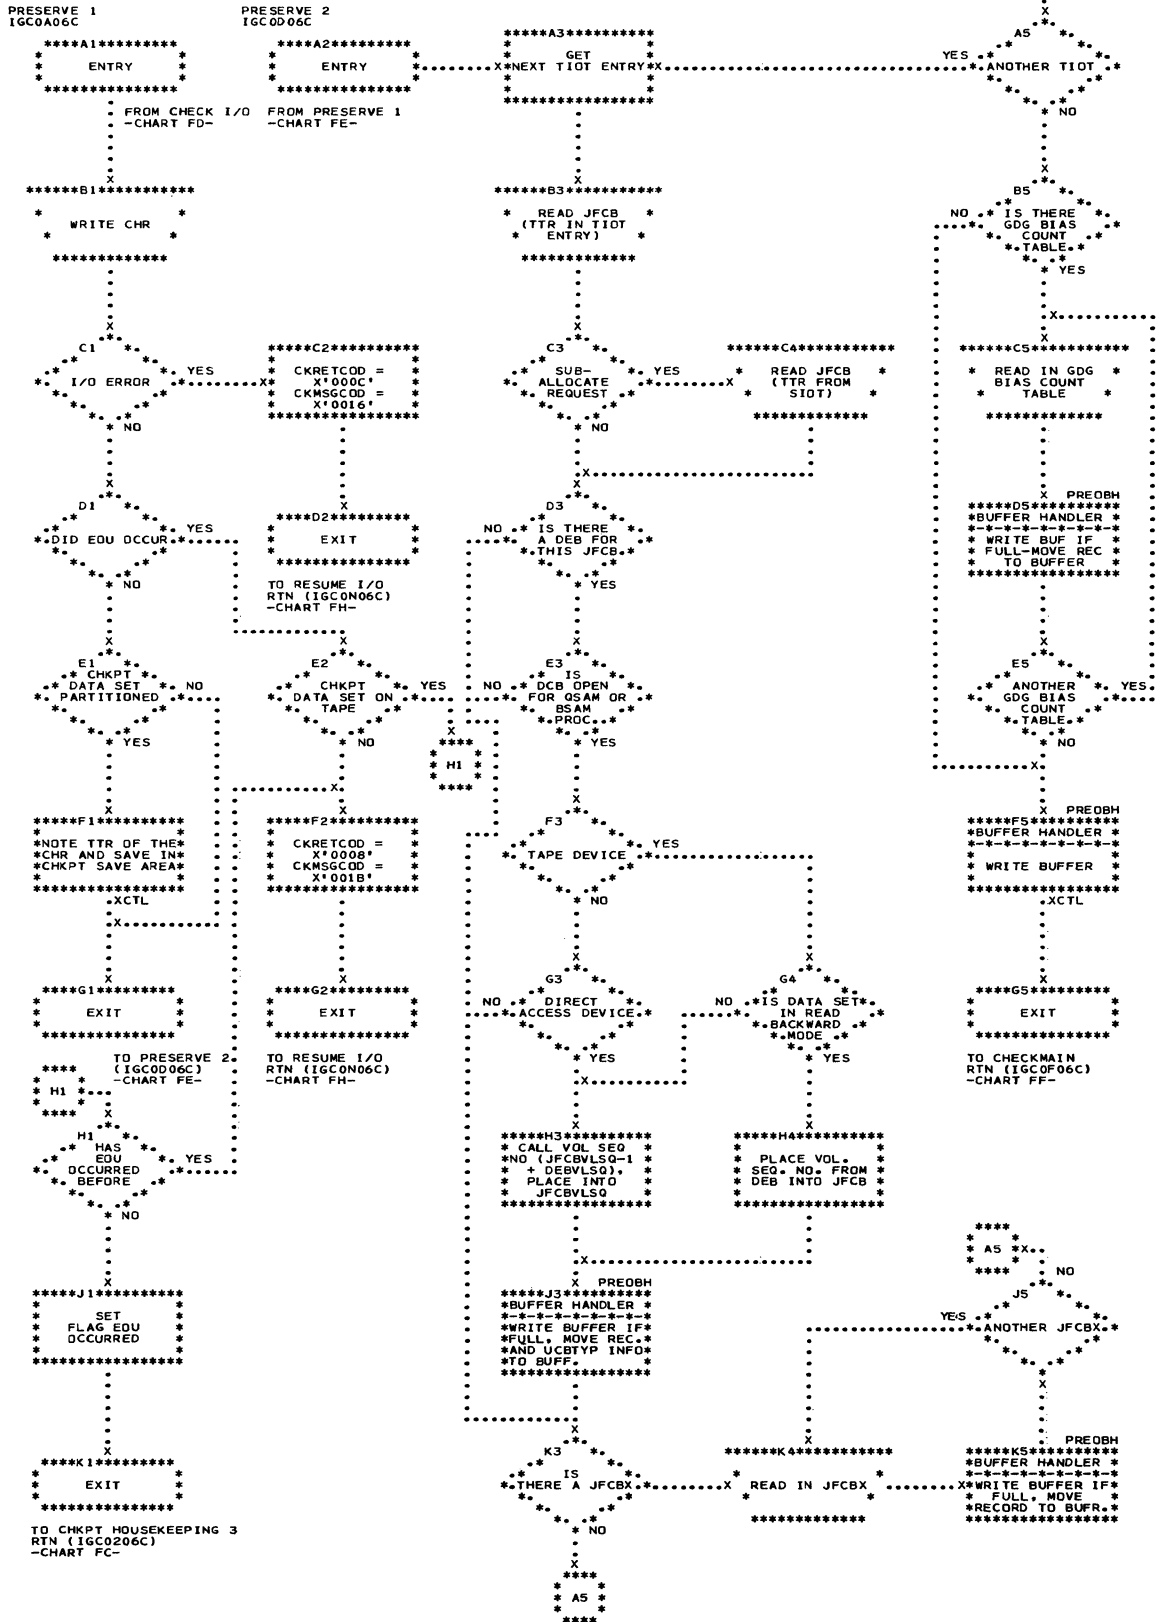 PRESERVE 1
IGC0A06C
PRESERVE 2
IGC0D06C
A1
ENTRY
FROM CHECK I/O
-CHART FD-
A2
ENTRY
FROM PRESERVE 1
-CHART FE-
A3
GET
NEXT TIOT ENTRY
A5
ANOTHER TIOT
YES
NO
B1
WRITE CHR
B3
READ JFCB
(TTR IN TIOT
ENTRY)
B5
IS THERE
GDG BIAS
COUNT
TABLE
NO
YES
C1
I/O ERROR
YES
NO
C2
CKRETCOD =
X'000C'
CKMSGCOD =
X'0016'
C3
SUB-
ALLOCATE
REQUEST
YES
NO
C4
READ JFCB
(TTR FROM
SIOT)
C5
READ IN GDG
BIAS COUNT
TABLE
D1
DID EOU OCCUR
YES
NO
D2
EXIT
TO RESUME I/O
RTN (IGC0N06C)
-CHART FH-
D3
IS THERE
A DEB FOR
THIS JFCB
NO
YES
PREOBH
D5
BUFFER HANDLER
WRITE BUF IF
FULL-MOVE REC
TO BUFFER
E1
CHKPT
DATA SET
PARTITIONED
NO
YES
E2
CHKPT
DATA SET ON
TAPE
YES
NO
H1
E3
IS
DCB OPEN
FOR QSAM OR
BSAM
PROC.
NO
YES
E5
ANOTHER
GDG BIAS
COUNT
TABLE
YES
NO
F1
NOTE TTR OF THE
CHR AND SAVE IN
CHKPT SAVE AREA
XCTL
F2
CKRETCOD =
X'0008'
CKMSGCOD =
X'001B'
F3
TAPE DEVICE
YES
NO
PREOBH
F5
BUFFER HANDLER
WRITE BUFFER
XCTL
G1
EXIT
TO PRESERVE 2
(IGC0D06C)
-CHART FE-
G2
EXIT
TO RESUME I/O
RTN (IGC0N06C)
-CHART FH-
G3
DIRECT
ACCESS DEVICE
NO
YES
G4
IS DATA SET
IN READ
BACKWARD
MODE
NO
YES
G5
EXIT
TO CHECKMAIN
RTN (IGC0F06C)
-CHART FF-
H1
H1
HAS
EOU
OCCURRED
BEFORE
YES
NO
H3
CALL VOL SEQ
NO (JFCBVLSQ-1
+ DEBVLSQ),
PLACE INTO
JFCBVLSQ
H4
PLACE VOL.
SEQ. NO. FROM
DEB INTO JFCB
J1
SET
FLAG EOU
OCCURRED
PREOBH
J3
BUFFER HANDLER
WRITE BUFFER IF
FULL, MOVE REC.
AND UCBTYP INFO
TO BUFF.
A5
NO
J5
ANOTHER JFCBX
YES
K1
EXIT
TO CHKPT HOUSEKEEPING 3
RTN (IGC0206C)
-CHART FC-
K3
IS
THERE A JFCBX
NO
K4
READ IN JFCBX
PREOBH
K5
BUFFER HANDLER
WRITE BUFFER IF
FULL, MOVE
RECORD TO BUFR.
A5